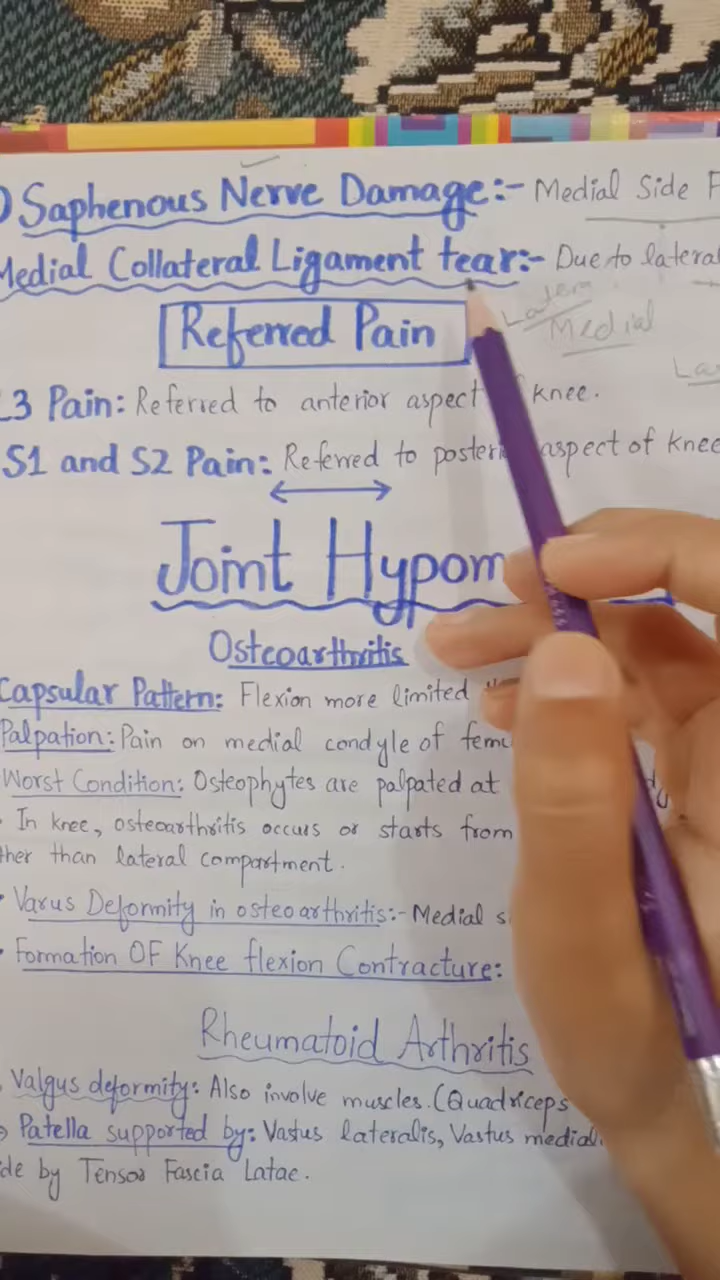 Saphenous Nerve Damage:- Medial Side
Medial Collateral Ligament tear:- Due to lateral
Medial
Referred Pain
L3 Pain: Referred to anterior aspect of knee.
S1 and S2 Pain: Referred to posterior aspect of knee
Joint Hypom
Osteoarthritis
Capsular Pattern: Flexion more limited
Palpation: Pain on medial condyle of
Worst Condition: Osteophytes are palpated at
• In knee, osteoarthritis occurs or starts from
ther than lateral compartment.
• Varus Deformity in osteoarthritis:- Medial s
• Formation OF Knee flexion Contracture:
Rheumatoid Arthritis
Valgus deformity: Also involve muscles.(Quadriceps
Patella supported by: Vastus lateralis, Vastus medial
de by Tensor Fascia Latae.